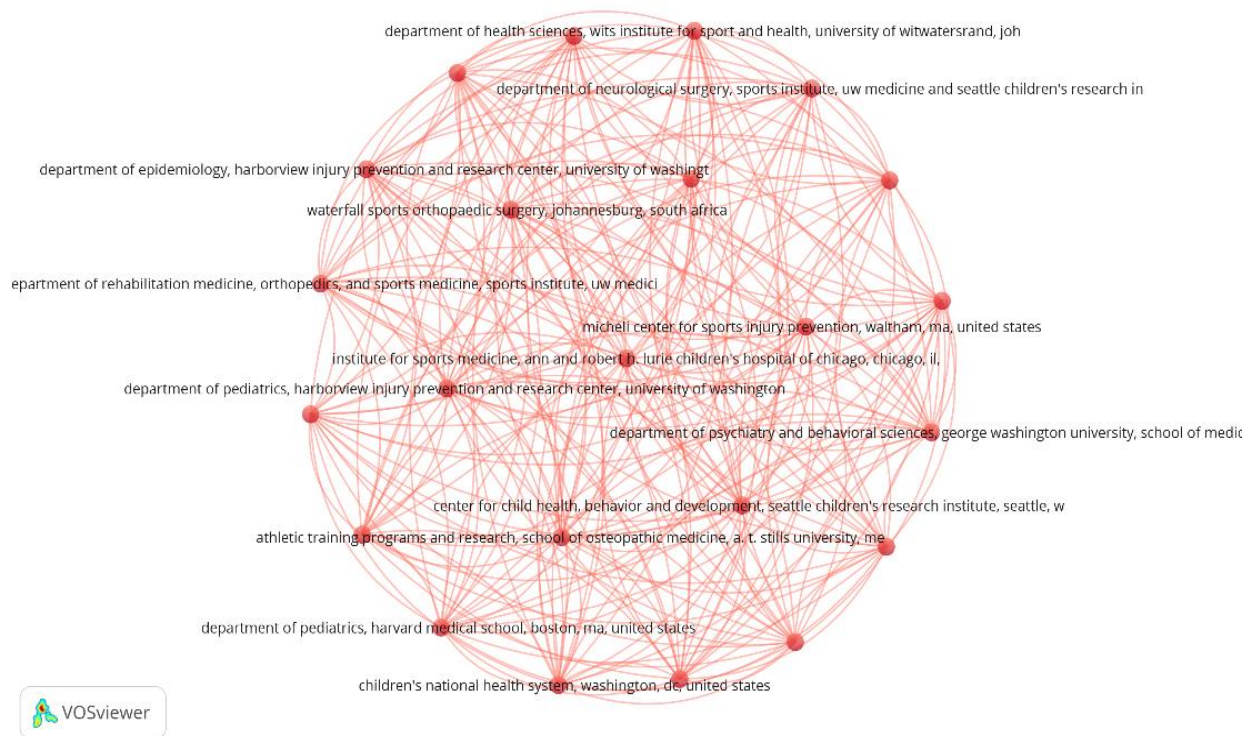 department of health sciences, wits institute for sport and health, university of witwatersrand, joh
department of neurological surgery, sports institute, uw medicine and seattle children's research in
department of epidemiology, harborview injury prevention and research center, university of washingt
waterfall sports orthopaedic surgery, johannesburg, south africa
epartment of rehabilitation medicine, orthopedics, and sports medicine, sports institute, uw medici
micheli center for sports injury prevention, waltham, ma, united states
institute for sports medicine, ann and robert h. lurie children's hospital of chicago, chicago, il,
department of pediatrics, harborview injury prevention and research center, university of washington
department of psychiatry and behavioral sciences, george washington university, school of medic
center for child health, behavior and development, seattle children's research institute, seattle, w
athletic training programs and research, school of osteopathic medicine, a. t. stills university, me
department of pediatrics, harvard medical school, boston, ma, united states
children's national health system, washington, dc, united states
VOSviewer